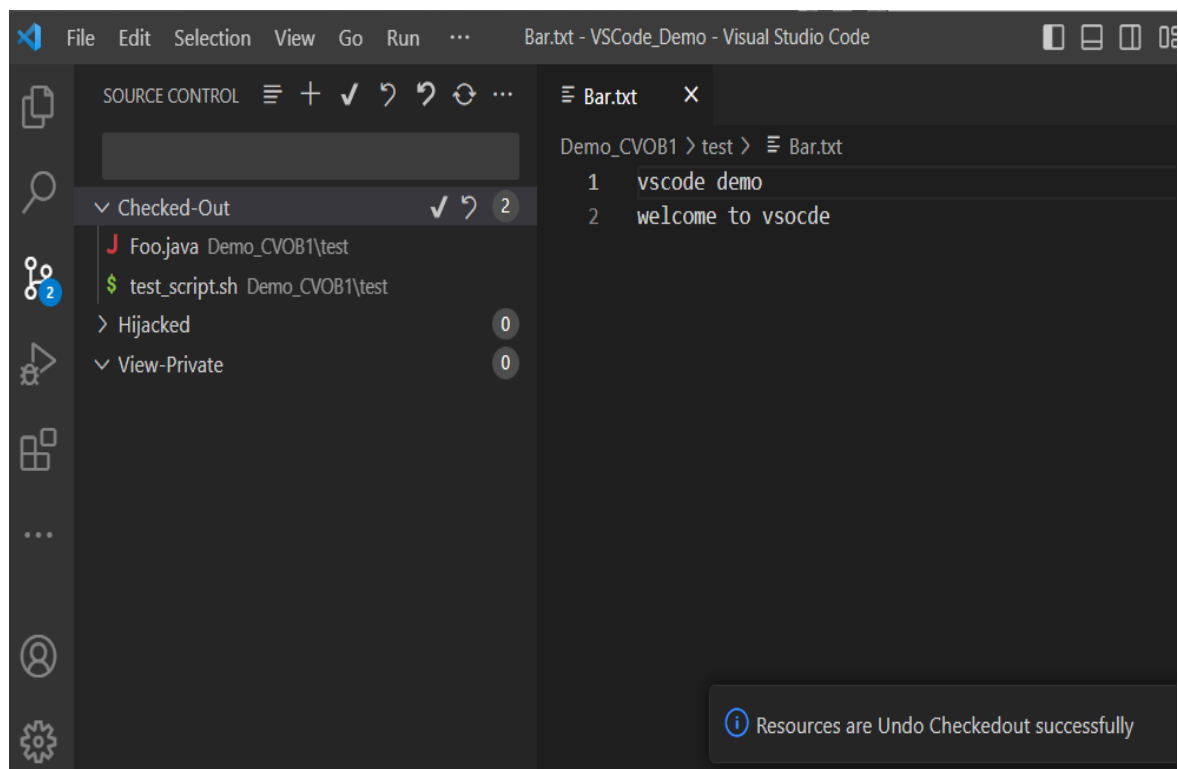 File Edit Selection View Go Run ··· Bar.txt - VSCode_Demo - Visual Studio Code
SOURCE CONTROL
Checked-Out 2
J Foo.java Demo_CVOB1\test
$ test_script.sh Demo_CVOB1\test
Hijacked 0
View-Private 0
2
Bar.txt
Demo_CVOB1 > test > Bar.txt
1 vscode demo
2 welcome to vsocde
Resources are Undo Checkedout successfully